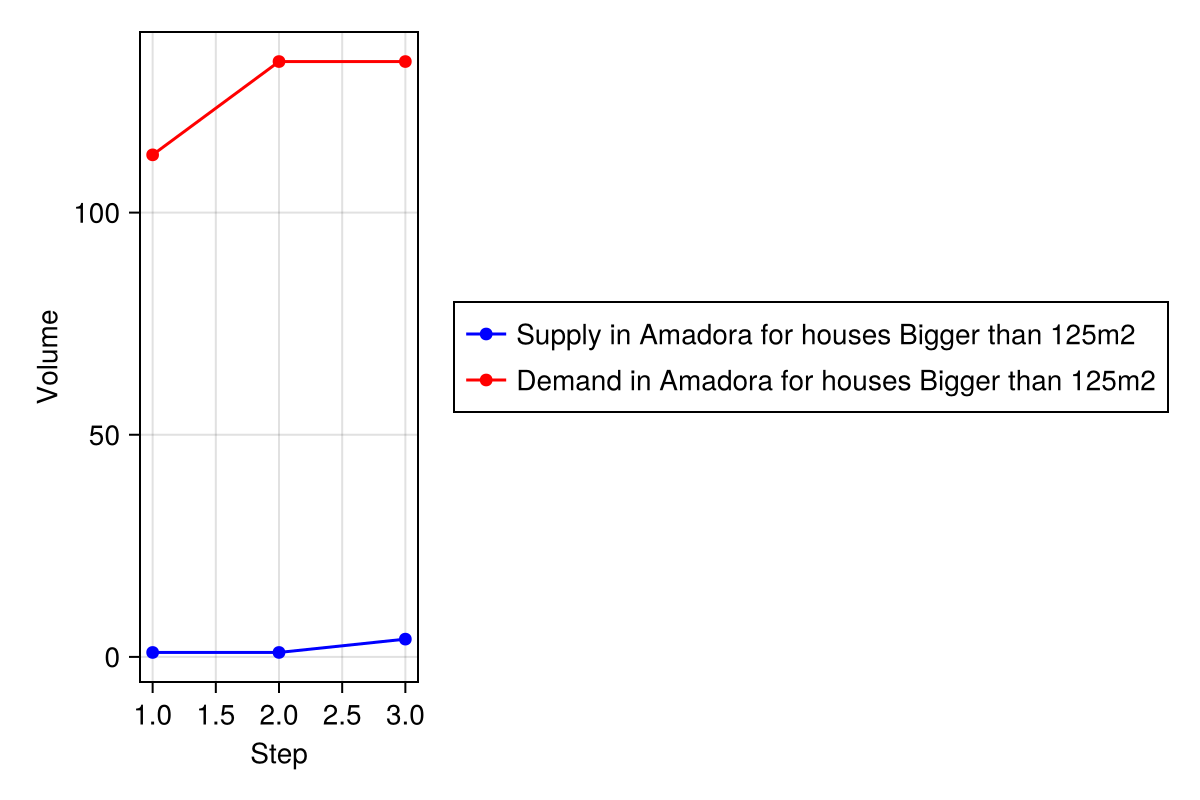 100
50
0
Volume
1.0 1.5 2.0 2.5 3.0
Step
Supply in Amadora for houses Bigger than 125m2
Demand in Amadora for houses Bigger than 125m2